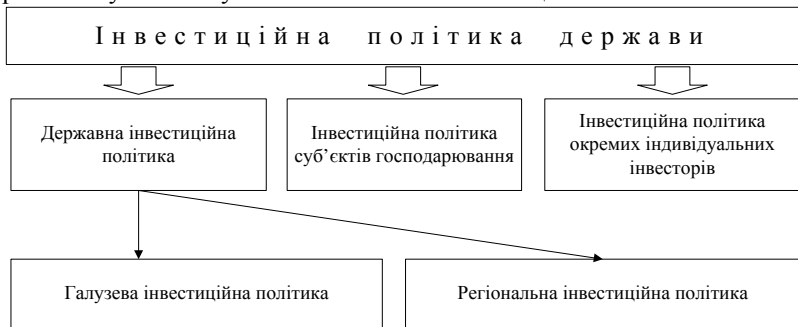 Інвестиційна політика держави
Державна інвестиційна
політика
Інвестиційна політика
суб’єктів господарювання
Інвестиційна політика
окремих індивідуальних
інвесторів
Галузева інвестиційна політика
Регіональна інвестиційна політика